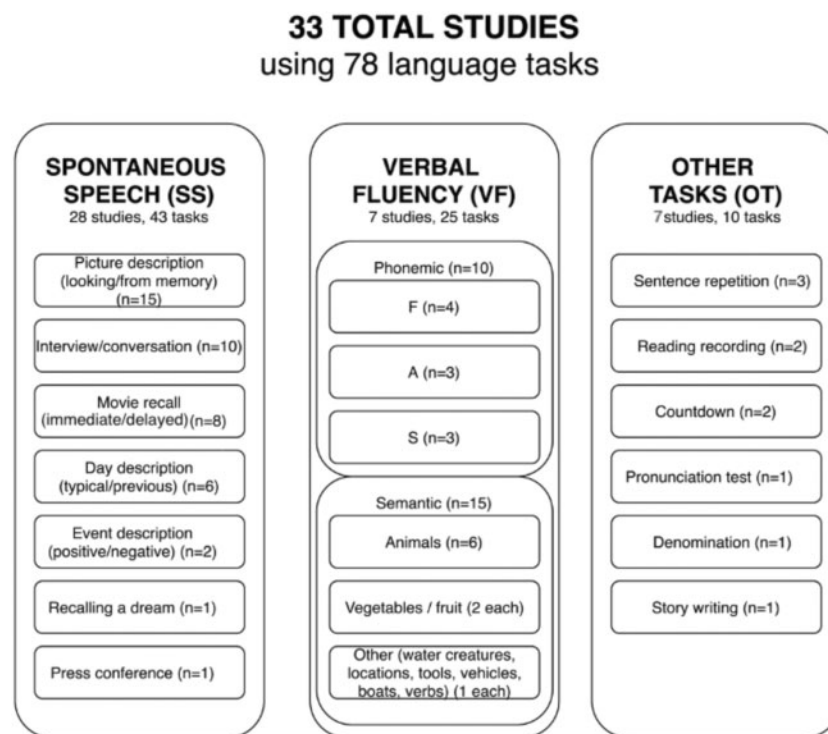 33 TOTAL STUDIES
using 78 language tasks
SPONTANEOUS
SPEECH (SS)
28 studies, 43 tasks
Picture description
(looking/from memory)
(n=15)
Interview/conversation (n=10)
Movie recall
(immediate/delayed)(n=8)
Day description
(typical/previous) (n=6)
Event description
(positive/negative) (n=2)
Recalling a dream (n=1)
Press conference (n=1)
VERBAL
FLUENCY (VF)
7 studies, 25 tasks
Phonemic (n=10)
F (n=4)
A (n=3)
S (n=3)
Semantic (n=15)
Animals (n=6)
Vegetables / fruit (2 each)
Other (water creatures,
locations, tools, vehicles,
boats, verbs) (1 each)
OTHER
TASKS (OT)
7studies, 10 tasks
Sentence repetition (n=3)
Reading recording (n=2)
Countdown (n=2)
Pronunciation test (n=1)
Denomination (n=1)
Story writing (n=1)